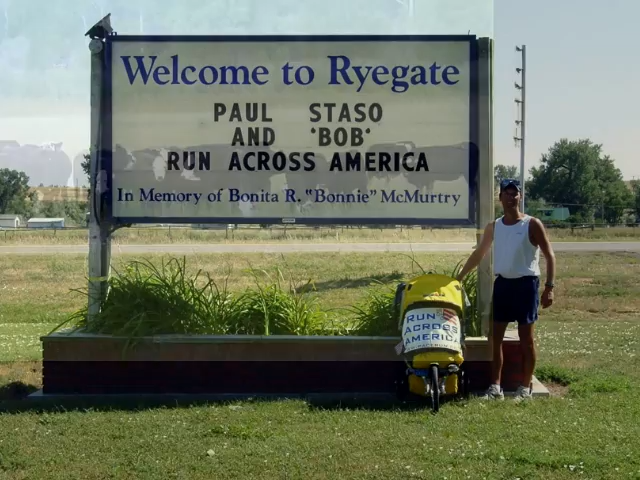 Welcome to Ryegate
PAUL STASO
AND "BOB"
RUN ACROSS AMERICA
In Memory of Bonita R. "Bonnie" McMurtry
RUN
ACROSS
AMERICA